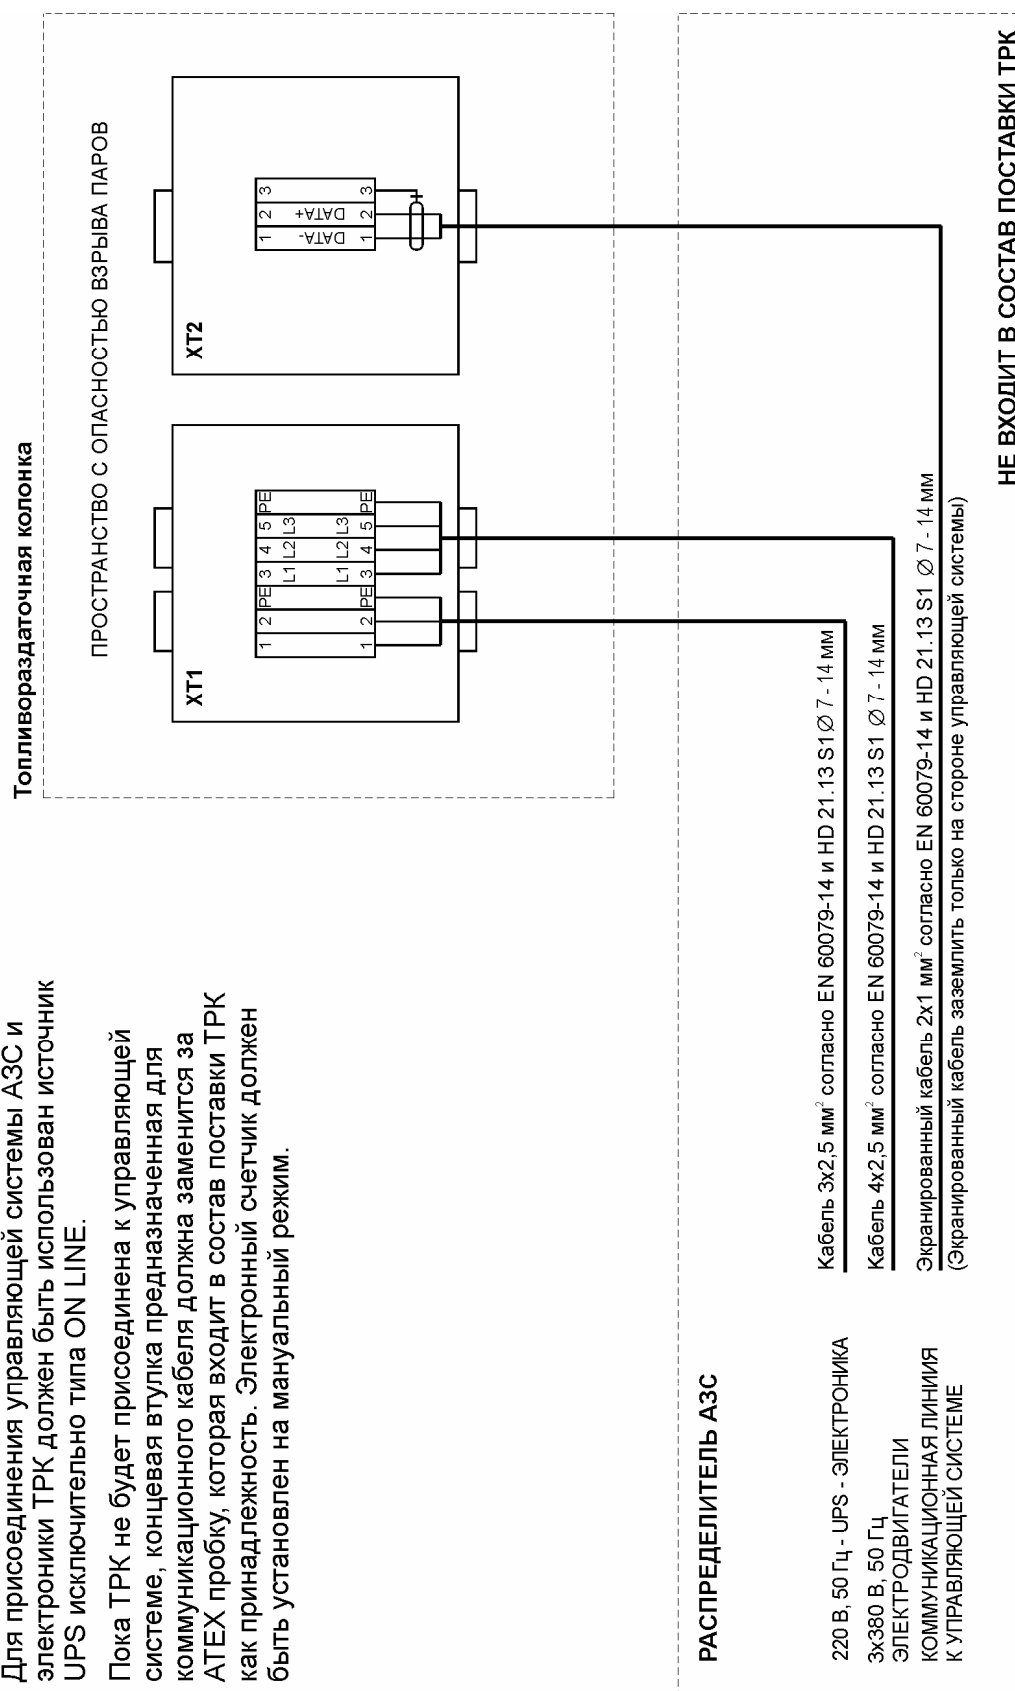 Для присоединения управляющей системы АЗС и
электроники ТРК должен быть использован источник
UPS исключительно типа ON LINE.
Пока ТРК не будет присоединена к управляющей
системе, концевая втулка предназначенная для
коммуникационного кабеля должна заменится за
ATEX пробку, которая входит в состав поставки ТРК
как принадлежность. Электронный счетчик должен
быть установлен на мануальный режим.
Топливораздаточная колонка
ПРОСТРАНСТВО С ОПАСНОСТЬЮ ВЗРЫВА ПАРОВ
XT1
1 2 PE 3 4 5 PE
L1 L2 L3
L1 L2 L3
1 2 PE 3 4 5 PE
XT2
1 2 3
DATA- DATA+
1 2 3
РАСПРЕДЕЛИТЕЛЬ АЗС
220 В, 50 Гц - UPS - ЭЛЕКТРОНИКА
Кабель 3x2,5 мм² согласно EN 60079-14 и HD 21.13 S1 Ø 7 - 14 мм
3x380 В, 50 Гц
ЭЛЕКТРОДВИГАТЕЛИ
Кабель 4x2,5 мм² согласно EN 60079-14 и HD 21.13 S1 Ø 7 - 14 мм
КОММУНИКАЦИОННАЯ ЛИНИЯ
К УПРАВЛЯЮЩЕЙ СИСТЕМЕ
Экранированный кабель 2x1 мм² согласно EN 60079-14 и HD 21.13 S1 Ø 7 - 14 мм
(Экранированный кабель заземлить только на стороне управляющей системы)
НЕ ВХОДИТ В СОСТАВ ПОСТАВКИ ТРК